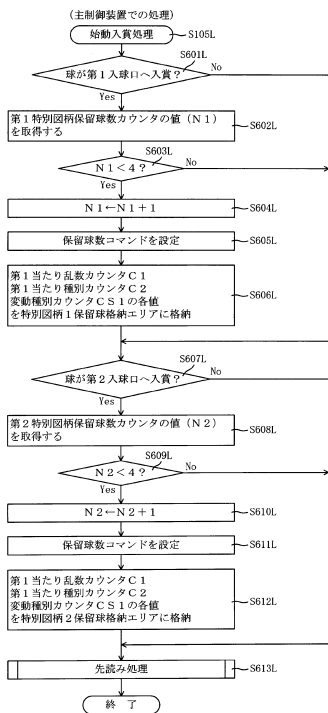 (主制御装置での処理)
始動入賞処理
S105L
S601L
球が第1入球口へ入賞?
No
Yes
第1特別図柄保留球数カウンタの値(N1)
を取得する
S602L
S603L
N1<4?
No
Yes
N1←N1+1
S604L
保留球数コマンドを設定
S605L
第1当たり乱数カウンタC1
第1当たり種別カウンタC2
変動種別カウンタCS1の各値
を特別図柄1保留球格納エリアに格納
S606L
S607L
球が第2入球口へ入賞?
No
Yes
第2特別図柄保留球数カウンタの値(N2)
を取得する
S608L
S609L
N2<4?
No
Yes
N2←N2+1
S610L
保留球数コマンドを設定
S611L
第1当たり乱数カウンタC1
第1当たり種別カウンタC2
変動種別カウンタCS1の各値
を特別図柄2保留球格納エリアに格納
S612L
先読み処理
S613L
終 了